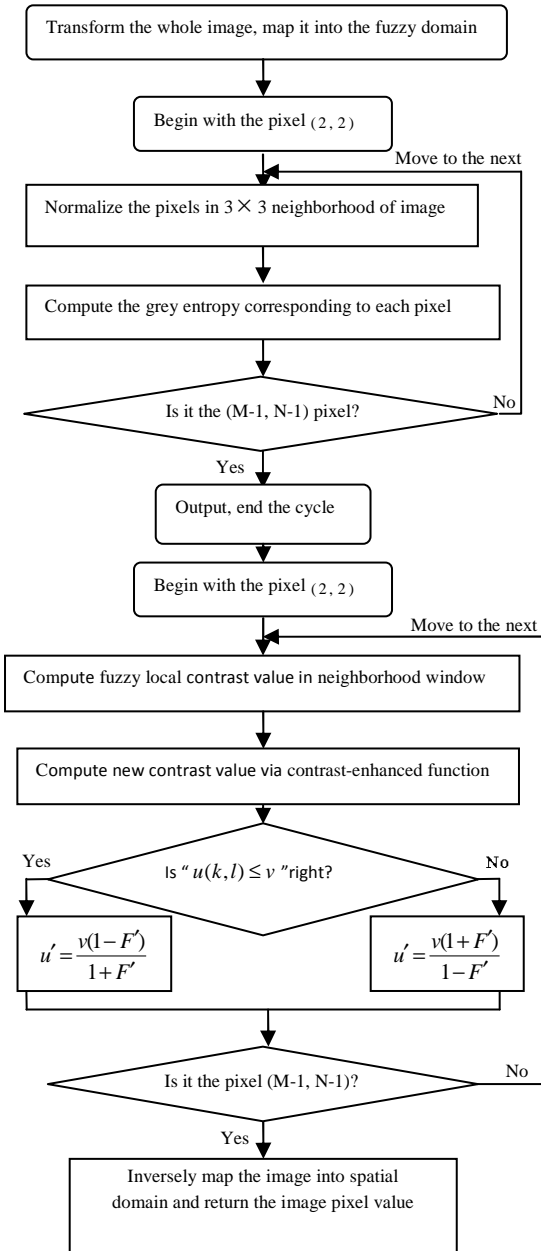 Transform the whole image, map it into the fuzzy domain
Begin with the pixel (2, 2)
Move to the next
Normalize the pixels in 3 × 3 neighborhood of image
Compute the grey entropy corresponding to each pixel
Is it the (M-1, N-1) pixel?
No
Yes
Output, end the cycle
Begin with the pixel (2, 2)
Move to the next
Compute fuzzy local contrast value in neighborhood window
Compute new contrast value via contrast-enhanced function
Yes
Is “ u(k,l) ≤ v ”right?
No
u′ = v(1−F′) / 1+F′
u′ = v(1+F′) / 1−F′
Is it the pixel (M-1, N-1)?
No
Yes
Inversely map the image into spatial
domain and return the image pixel value